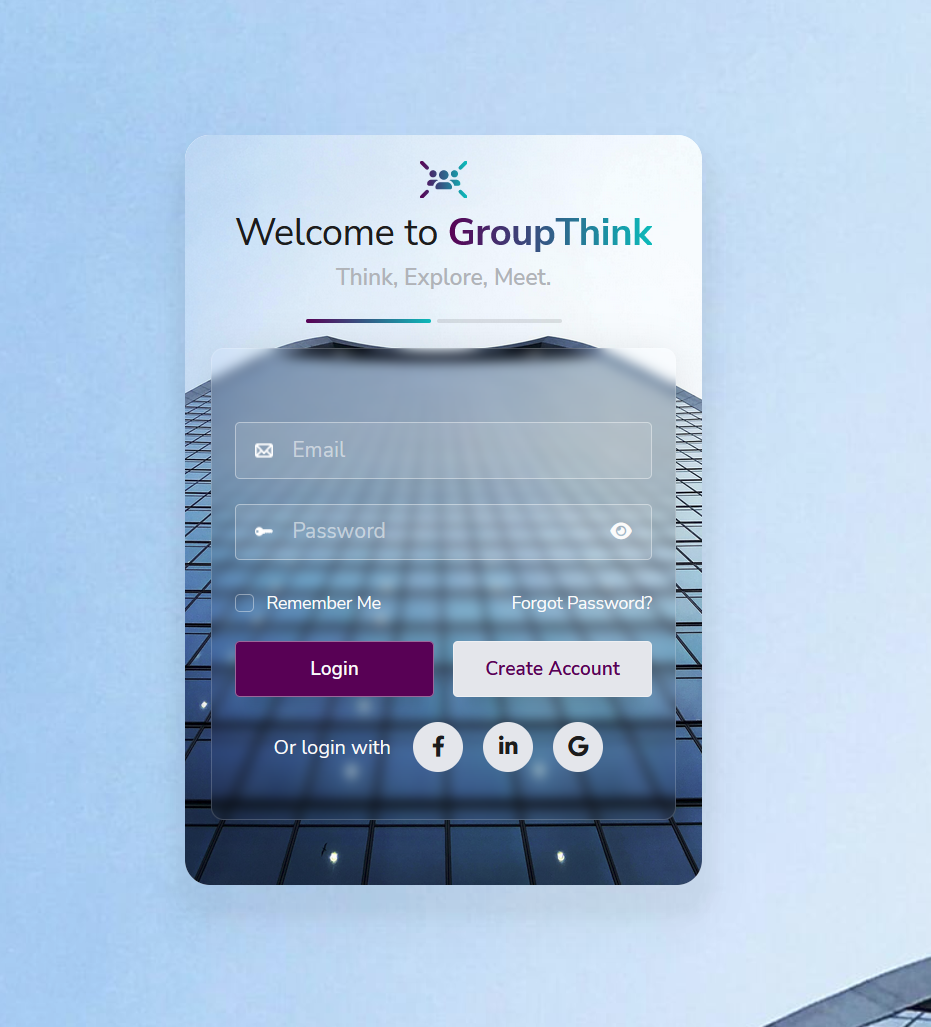 Welcome to GroupThink
Think, Explore, Meet.
Email
Password
Remember Me
Forgot Password?
Login
Create Account
Or login with f in G